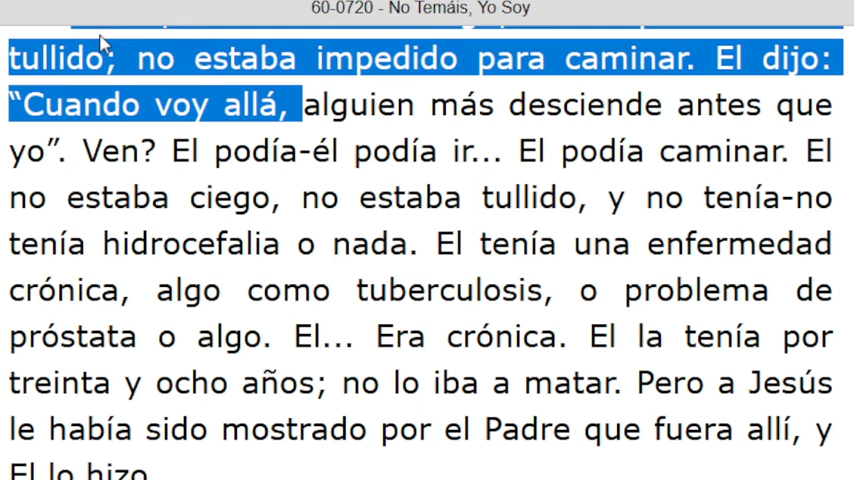 60-0720 - No Temáis, Yo Soy
tullido; no estaba impedido para caminar. El dijo:
“Cuando voy allá, alguien más desciende antes que
yo”. Ven? El podía-él podía ir... El podía caminar. El
no estaba ciego, no estaba tullido, y no tenía-no
tenía hidrocefalia o nada. El tenía una enfermedad
crónica, algo como tuberculosis, o problema de
próstata o algo. El... Era crónica. El la tenía por
treinta y ocho años; no lo iba a matar. Pero a Jesús
le había sido mostrado por el Padre que fuera allí, y
El lo hizo